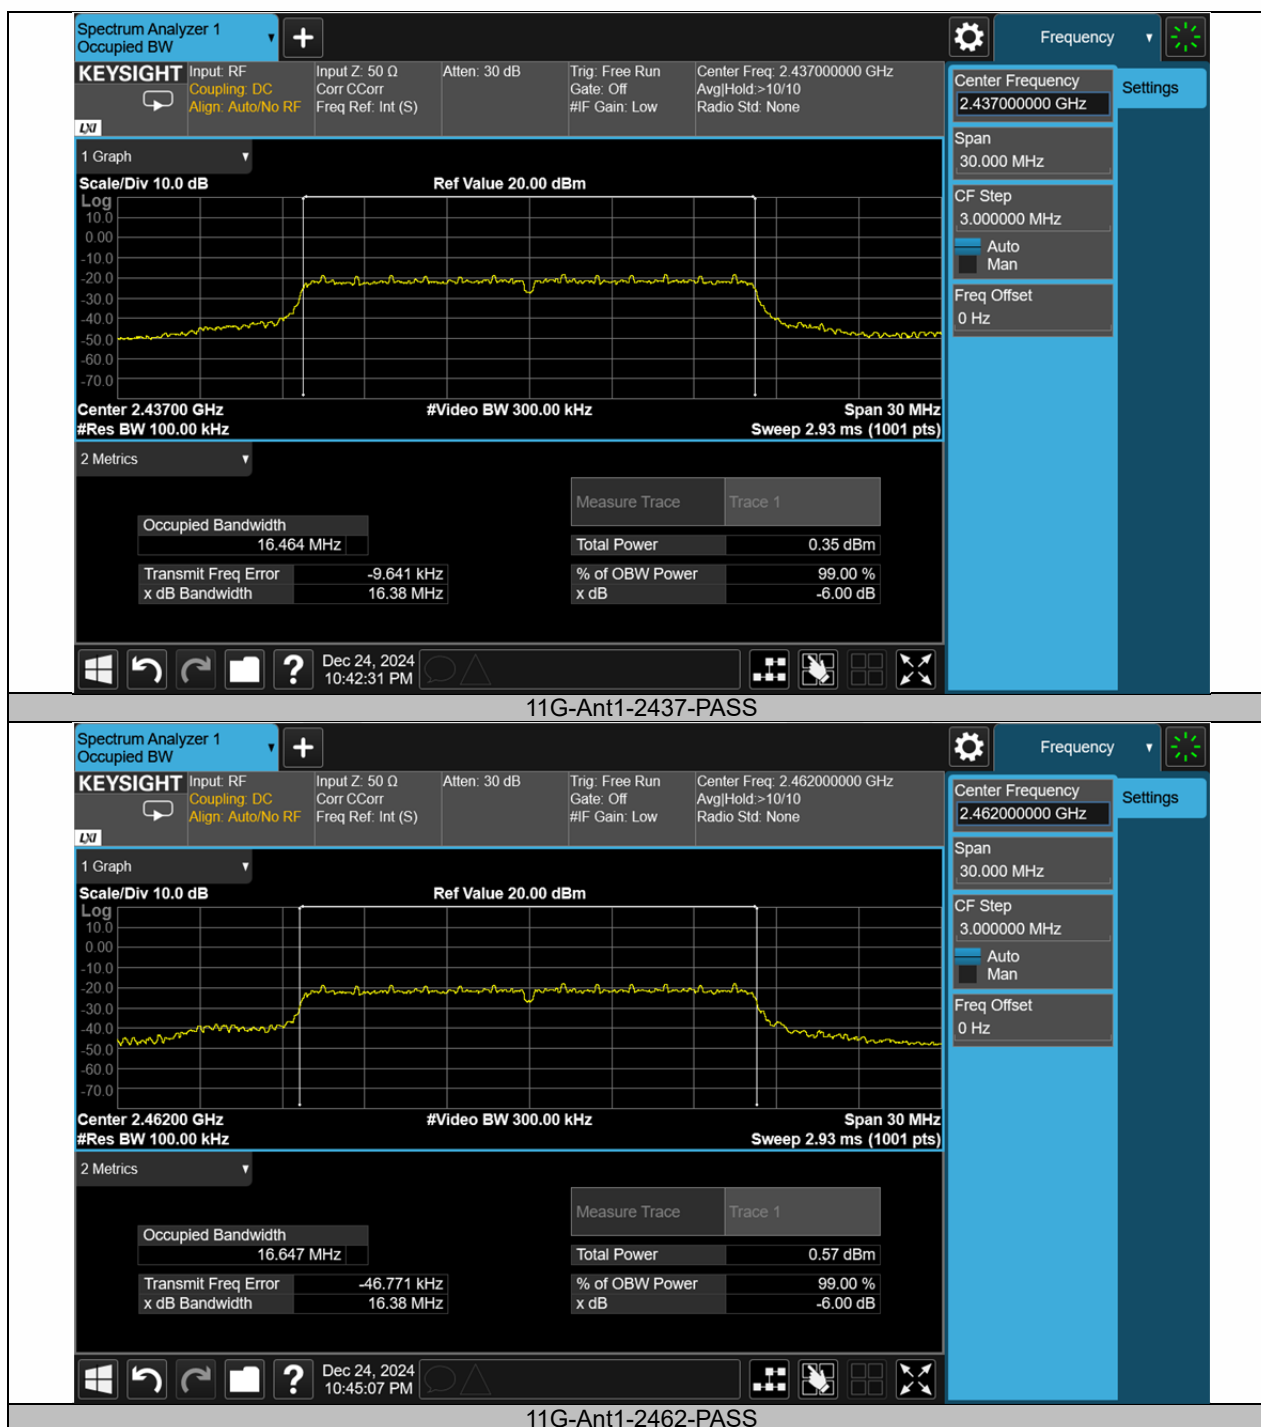 Spectrum Analyzer 1
Occupied BW
Frequency
KEYSIGHT
LXI
Input: RF
Coupling: DC
Align: Auto/No RF
Input Z: 50 Ω
Corr CCorr
Freq Ref: Int (S)
Atten: 30 dB
Trig: Free Run
Gate: Off
#IF Gain: Low
Center Freq: 2.437000000 GHz
Avg|Hold:>10/10
Radio Std: None
Center Frequency
2.437000000 GHz
Settings
Span
30.000 MHz
CF Step
3.000000 MHz
Auto
Man
Freq Offset
0 Hz
1 Graph
Scale/Div 10.0 dB
Ref Value 20.00 dBm
Log
10.0
0.00
-10.0
-20.0
-30.0
-40.0
-50.0
-60.0
-70.0
Center 2.43700 GHz
#Video BW 300.00 kHz
Span 30 MHz
#Res BW 100.00 kHz
Sweep 2.93 ms (1001 pts)
2 Metrics
Measure Trace Trace 1
Occupied Bandwidth
16.464 MHz
Total Power 0.35 dBm
Transmit Freq Error -9.641 kHz
% of OBW Power 99.00 %
x dB Bandwidth 16.38 MHz
x dB -6.00 dB
?
Dec 24, 2024
10:42:31 PM
11G-Ant1-2437-PASS
Spectrum Analyzer 1
Occupied BW
Frequency
KEYSIGHT
LXI
Input: RF
Coupling: DC
Align: Auto/No RF
Input Z: 50 Ω
Corr CCorr
Freq Ref: Int (S)
Atten: 30 dB
Trig: Free Run
Gate: Off
#IF Gain: Low
Center Freq: 2.462000000 GHz
Avg|Hold:>10/10
Radio Std: None
Center Frequency
2.462000000 GHz
Settings
Span
30.000 MHz
CF Step
3.000000 MHz
Auto
Man
Freq Offset
0 Hz
1 Graph
Scale/Div 10.0 dB
Ref Value 20.00 dBm
Log
10.0
0.00
-10.0
-20.0
-30.0
-40.0
-50.0
-60.0
-70.0
Center 2.46200 GHz
#Video BW 300.00 kHz
Span 30 MHz
#Res BW 100.00 kHz
Sweep 2.93 ms (1001 pts)
2 Metrics
Measure Trace Trace 1
Occupied Bandwidth
16.647 MHz
Total Power 0.57 dBm
Transmit Freq Error -46.771 kHz
% of OBW Power 99.00 %
x dB Bandwidth 16.38 MHz
x dB -6.00 dB
?
Dec 24, 2024
10:45:07 PM
11G-Ant1-2462-PASS